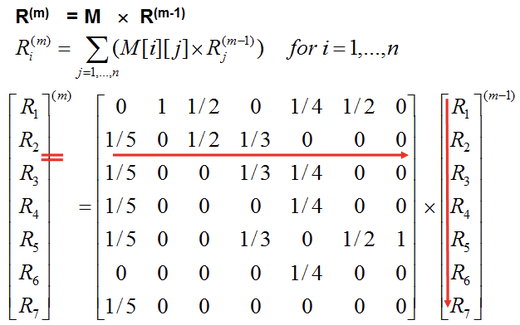 R(m) = M × R(m-1)
R_i^(m) = ∑_{j=1,...,n} (M[i][j]×R_j^(m−1)) for i=1,...,n
[R1] (m) [0 1 1/2 0 1/4 1/2 0] [R1] (m−1)
[R2] [1/5 0 1/2 1/3 0 0 0] [R2]
[R3] [1/5 0 0 1/3 1/4 0 0] [R3]
[R4] = [1/5 0 0 0 1/4 0 0] × [R4]
[R5] [1/5 0 0 1/3 0 1/2 1] [R5]
[R6] [0 0 0 0 1/4 0 0] [R6]
[R7] [1/5 0 0 0 0 0 0] [R7]